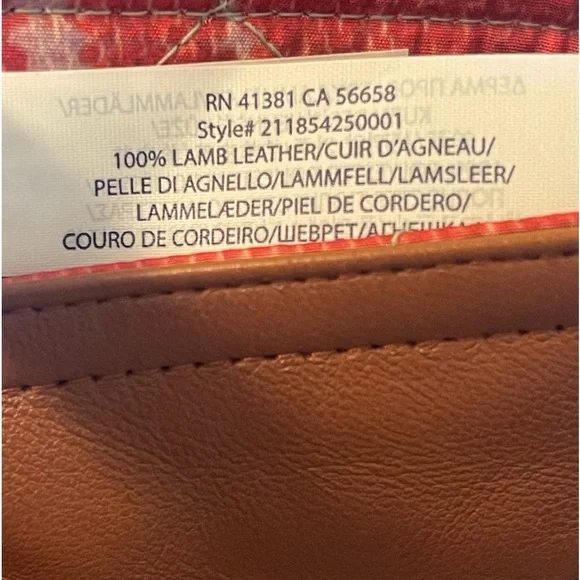 RN 41381 CA 56658
Style# 211854250001
100% LAMB LEATHER/CUIR D'AGNEAU/
PELLE DI AGNELLO/LAMMFELL/LAMSLEER/
LAMMELÆDER/PIEL DE CORDERO/
COURO DE CORDEIRO/ШЕВРЕТ/